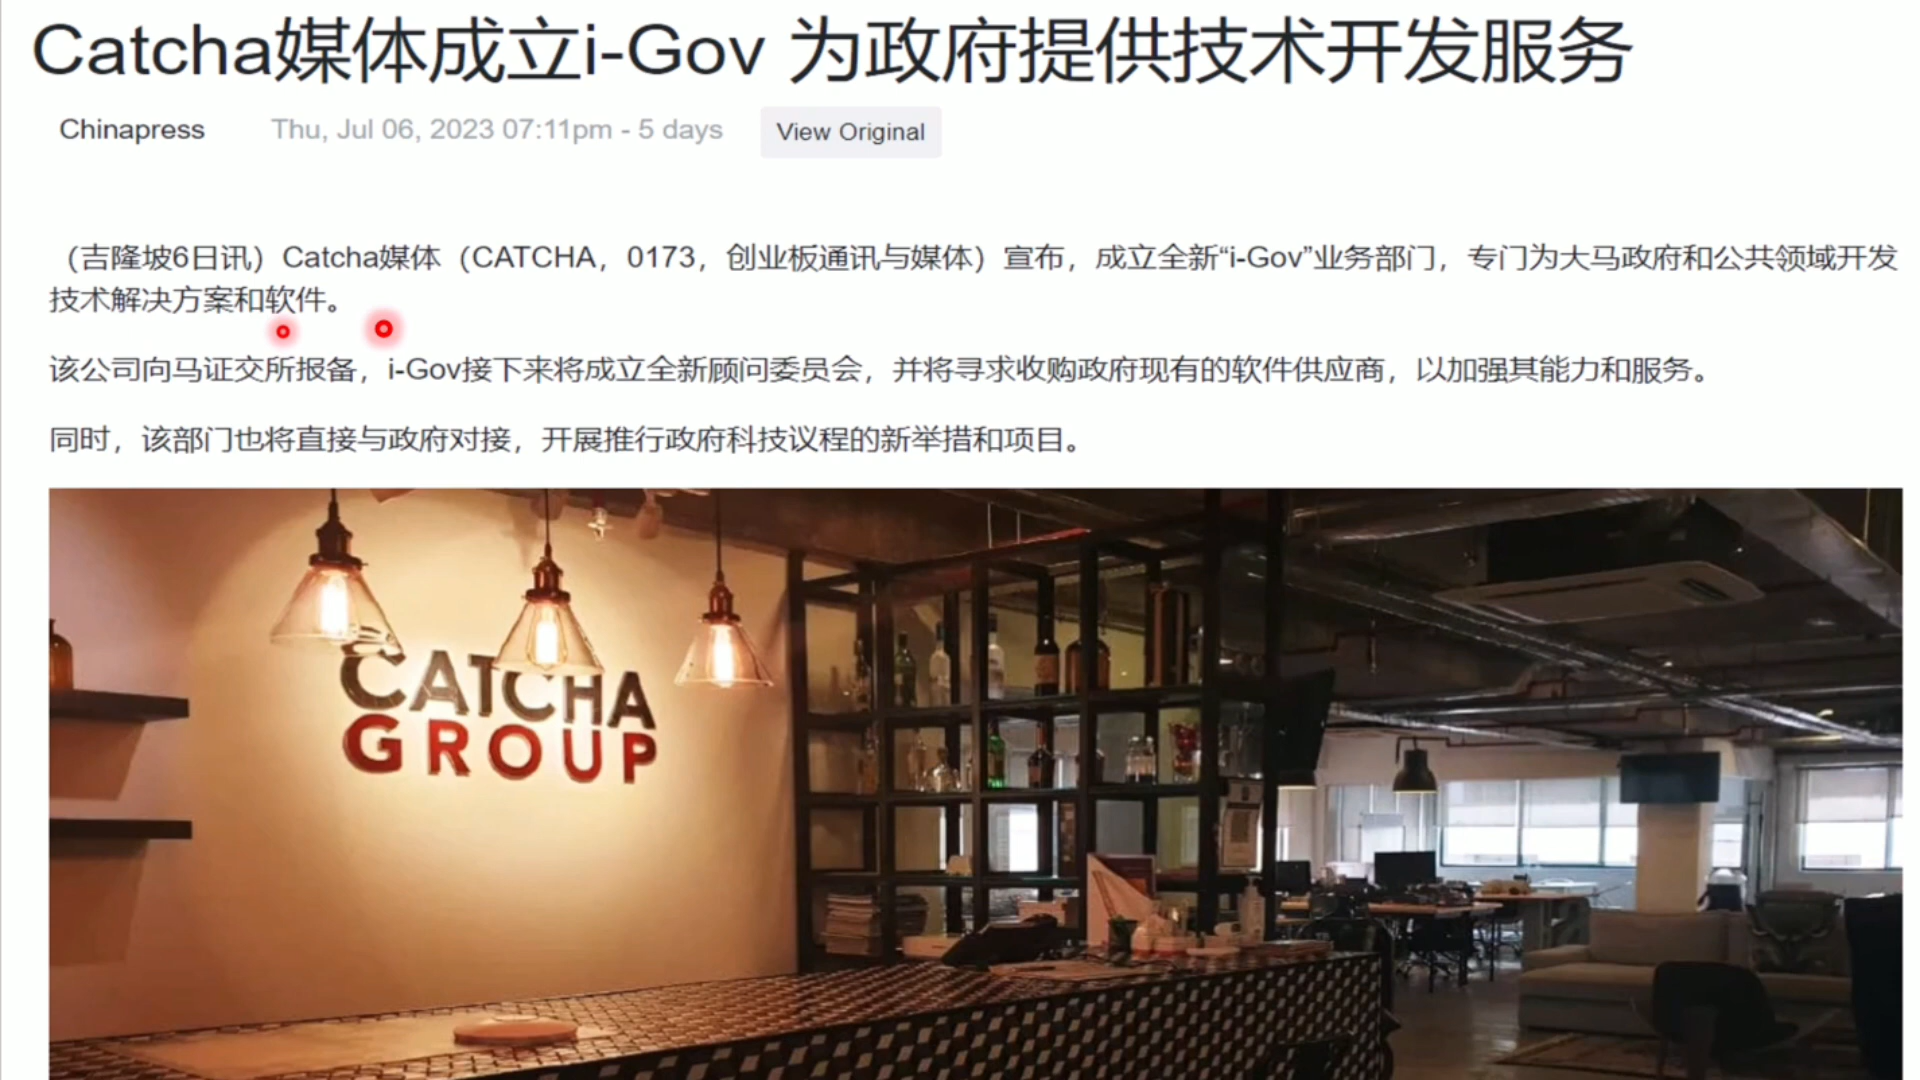 Catcha媒体成立i-Gov 为政府提供技术开发服务
Chinapress Thu, Jul 06, 2023 07:11pm - 5 days View Original
（吉隆坡6日讯）Catcha媒体（CATCHA，0173，创业板通讯与媒体）宣布，成立全新“i-Gov”业务部门，专门为大马政府和公共领域开发
技术解决方案和软件。
该公司向马证交所报备，i-Gov接下来将成立全新顾问委员会，并将寻求收购政府现有的软件供应商，以加强其能力和服务。
同时，该部门也将直接与政府对接，开展推行政府科技议程的新举措和项目。
CATCHA
GROUP